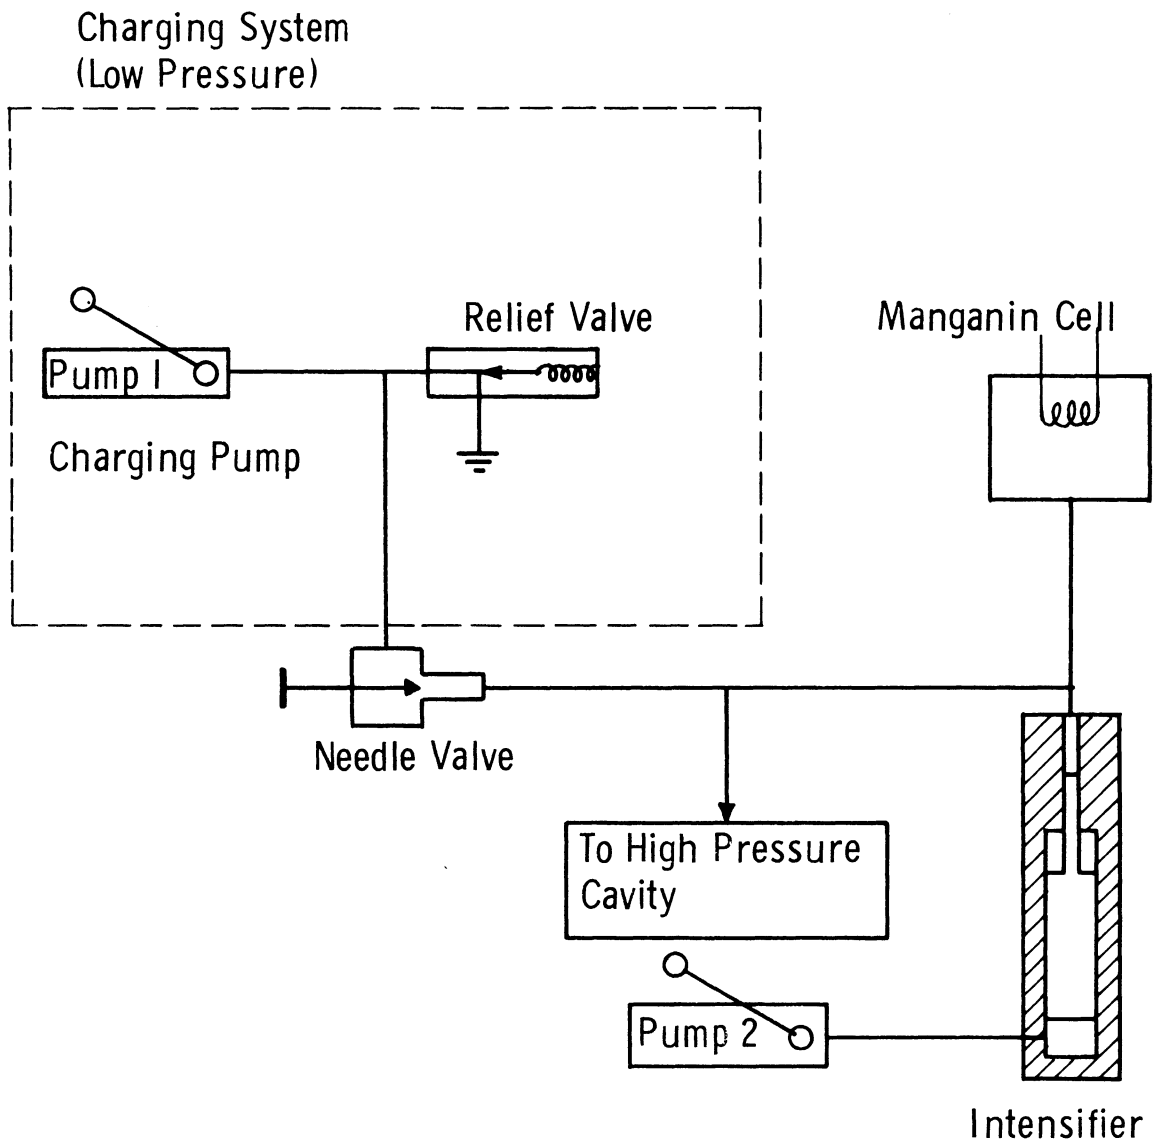 Charging System
(Low Pressure)
Relief Valve
Manganin Cell
Pump 1
Charging Pump
Needle Valve
To High Pressure
Cavity
Pump 2
Intensifier